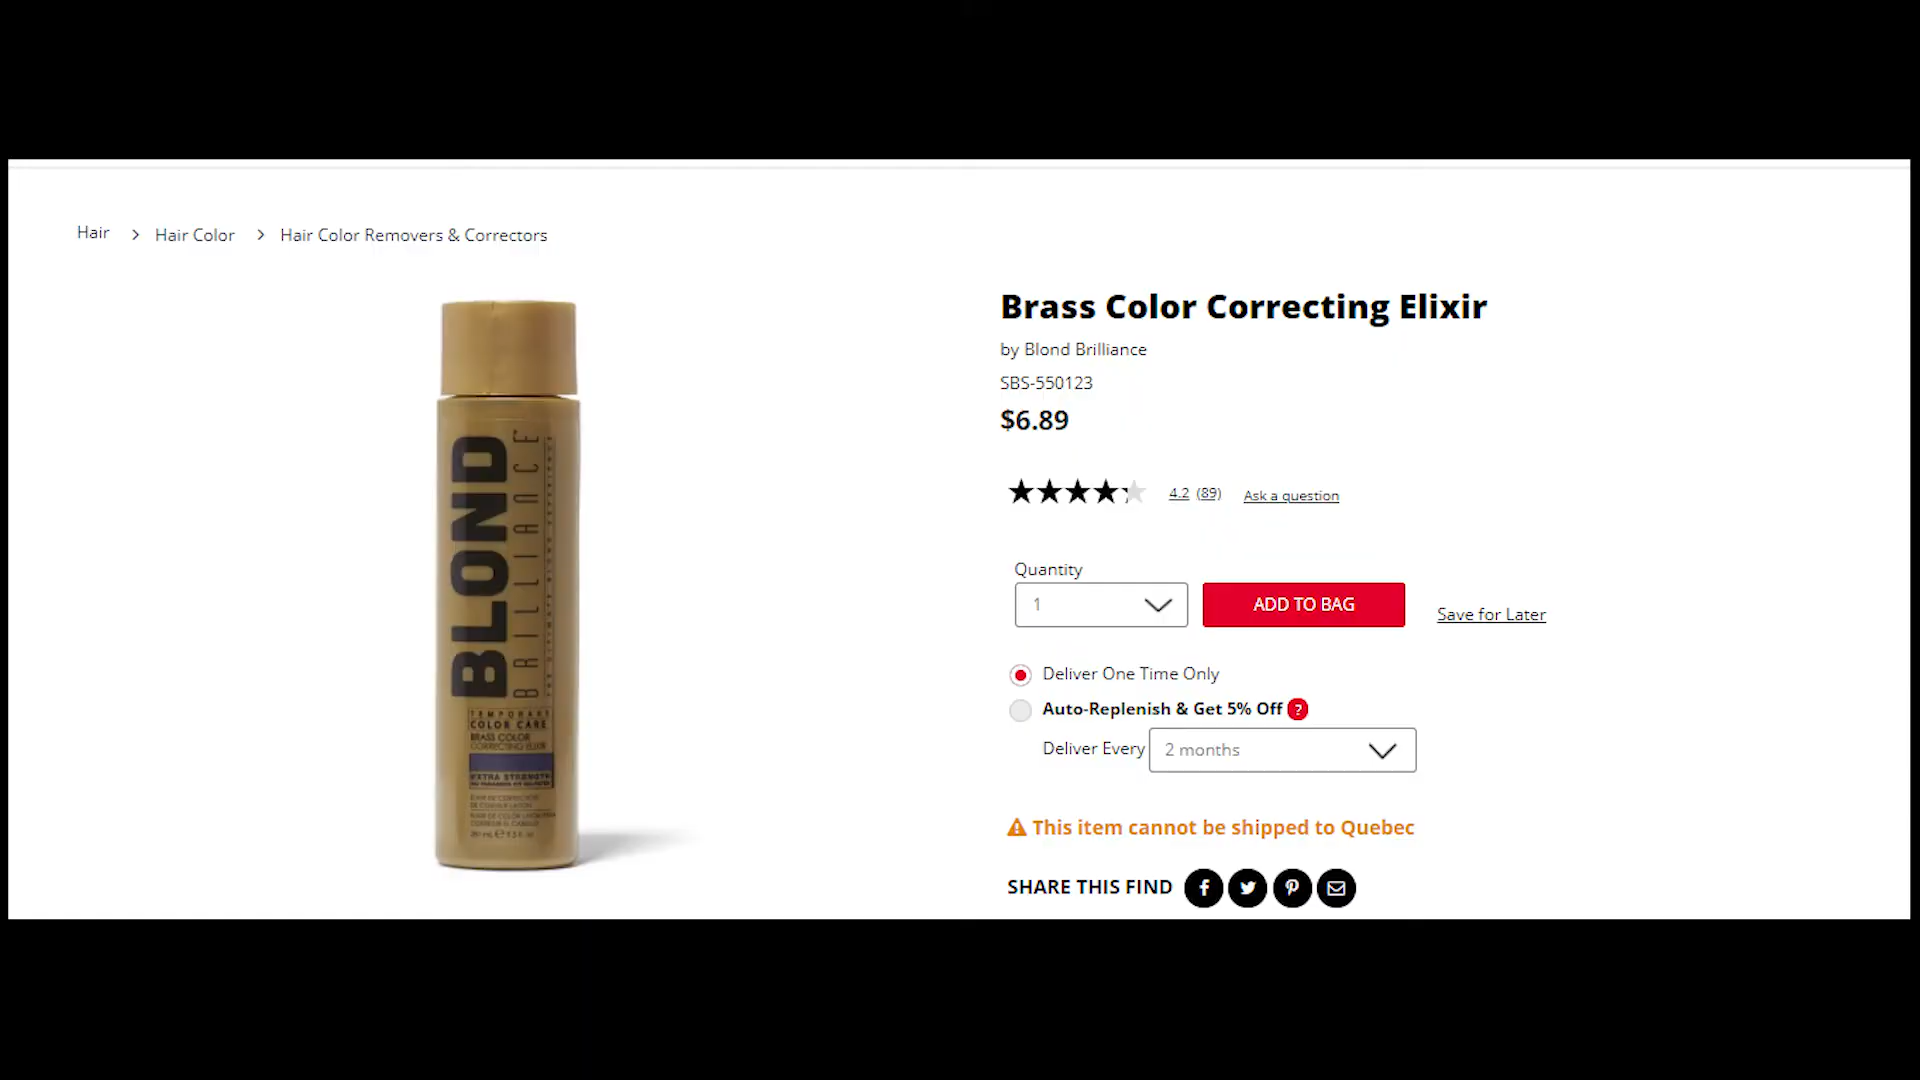 Hair > Hair Color > Hair Color Removers & Correctors
BLOND
BRILLIANCE
TEMPORARY
COLOR CARE
BRASS COLOR
CORRECTING ELIXIR
EXTRA STRENGTH
Brass Color Correcting Elixir
by Blond Brilliance
SBS-550123
$6.89
4.2 (89) Ask a question
Quantity
1
ADD TO BAG
Save for Later
Deliver One Time Only
Auto-Replenish & Get 5% Off ?
Deliver Every 2 months
This item cannot be shipped to Quebec
SHARE THIS FIND